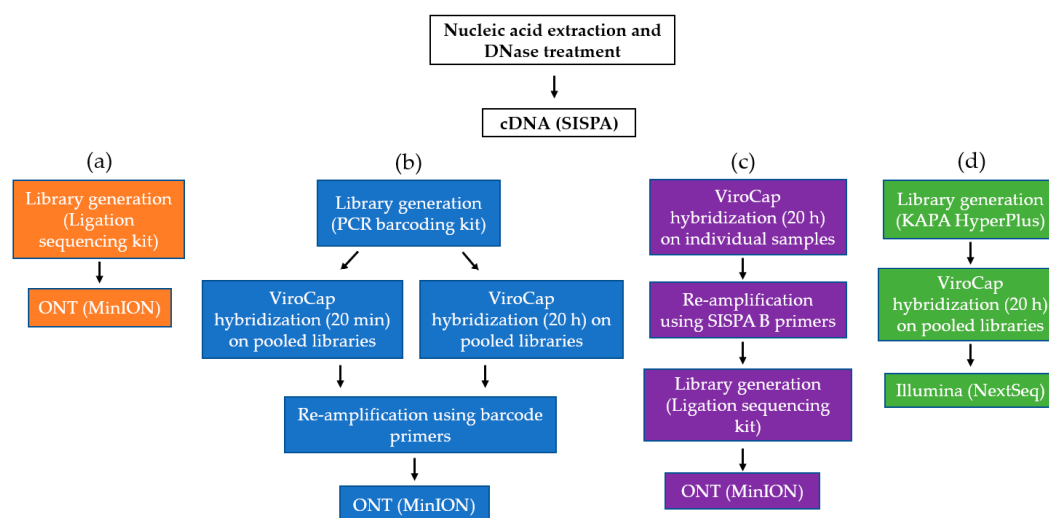 Nucleic acid extraction and
DNase treatment
cDNA (SISPA)
(a)
Library generation
(Ligation
sequencing kit)
ONT (MinION)
(b)
Library generation
(PCR barcoding kit)
ViroCap
hybridization (20 min)
on pooled libraries
ViroCap
hybridization (20 h) on
pooled libraries
Re-amplification using barcode
primers
ONT (MinION)
(c)
ViroCap
hybridization (20 h)
on individual samples
Re-amplification
using SISPA B primers
Library generation
(Ligation sequencing
kit)
ONT (MinION)
(d)
Library generation
(KAPA HyperPlus)
ViroCap
hybridization (20 h)
on pooled libraries
Illumina (NextSeq)